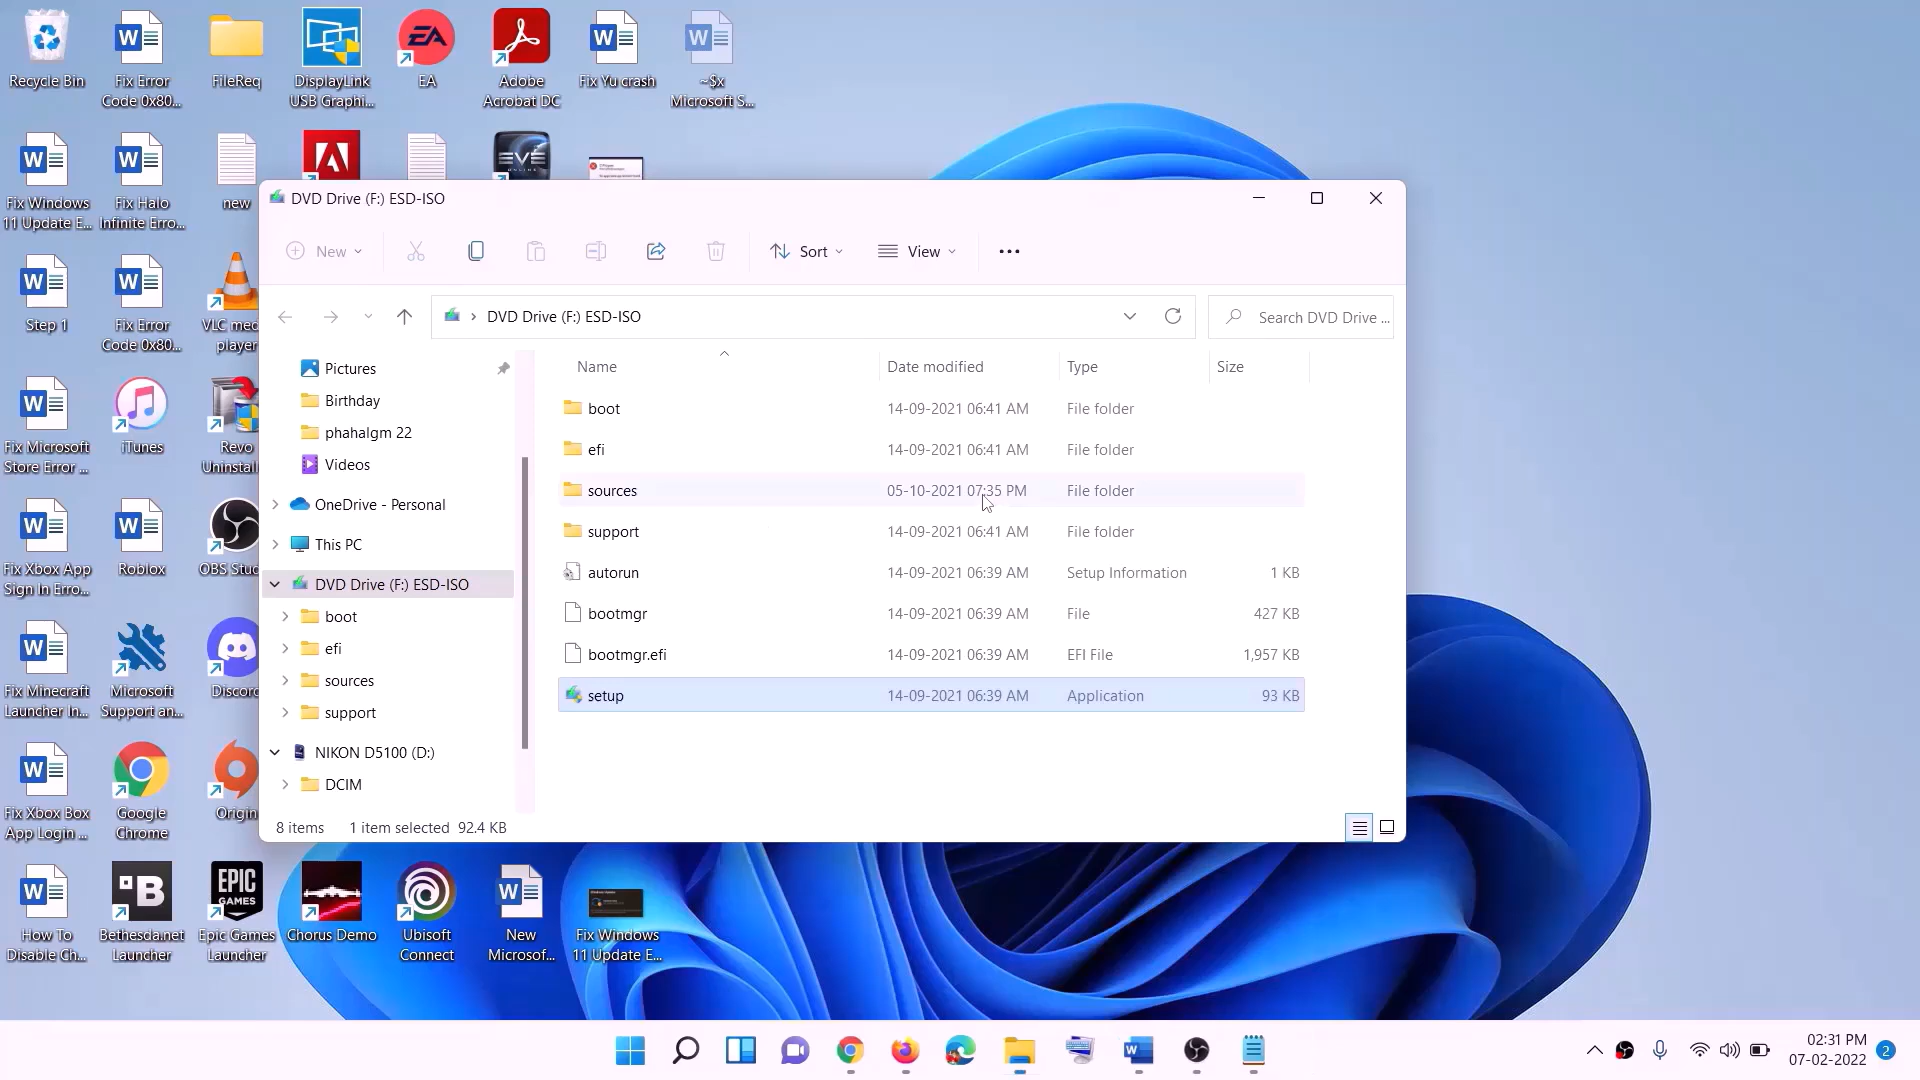 Recycle Bin
Fix Error
Code 0x80...
FileReq
DisplayLink
USB Graphi...
EA
EA
Adobe
Acrobat DC
Fix Yu crash
~$x
Microsoft S...
Fix Windows
11 Update E...
Fix Halo
Infinite Erro...
new
EVE
ONLINE
Step 1
Fix Error
Code 0x80...
VLC med
player
Fix Microsoft
Store Error ...
iTunes
Revo
Uninstall
Fix Xbox App
Sign In Erro...
Roblox
OBS Stud
Fix Minecraft
Launcher In...
Microsoft
Support an...
Discord
Fix Xbox Box
App Login ...
Google
Chrome
Origin
How To
Disable Ch...
Bethesda.net
Launcher
EPIC
GAMES
Epic Games
Launcher
Chorus Demo
Ubisoft
Connect
New
Microsof...
Fix Windows
11 Update E...
DVD Drive (F:) ESD-ISO
New
Sort
View
DVD Drive (F:) ESD-ISO
Search DVD Drive ...
Pictures
Birthday
phahalgm 22
Videos
OneDrive - Personal
This PC
DVD Drive (F:) ESD-ISO
boot
efi
sources
support
NIKON D5100 (D:)
DCIM
Name Date modified Type Size
boot 14-09-2021 06:41 AM File folder
efi 14-09-2021 06:41 AM File folder
sources 05-10-2021 07:35 PM File folder
support 14-09-2021 06:41 AM File folder
autorun 14-09-2021 06:39 AM Setup Information 1 KB
bootmgr 14-09-2021 06:39 AM File 427 KB
bootmgr.efi 14-09-2021 06:39 AM EFI File 1,957 KB
setup 14-09-2021 06:39 AM Application 93 KB
8 items 1 item selected 92.4 KB
02:31 PM
07-02-2022
2